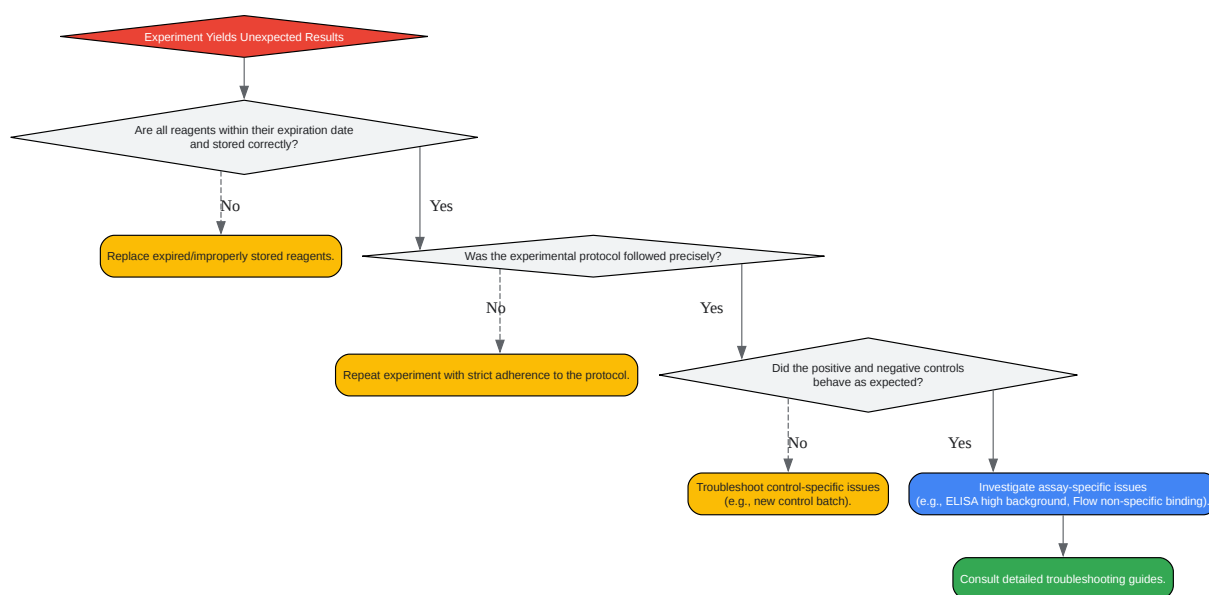 Experiment Yields Unexpected Results
Are all reagents within their expiration date
and stored correctly?
No
Yes
Replace expired/improperly stored reagents.
Was the experimental protocol followed precisely?
No
Yes
Repeat experiment with strict adherence to the protocol.
Did the positive and negative controls
behave as expected?
No
Yes
Troubleshoot control-specific issues
(e.g., new control batch).
Investigate assay-specific issues
(e.g., ELISA high background, Flow non-specific binding).
Consult detailed troubleshooting guides.